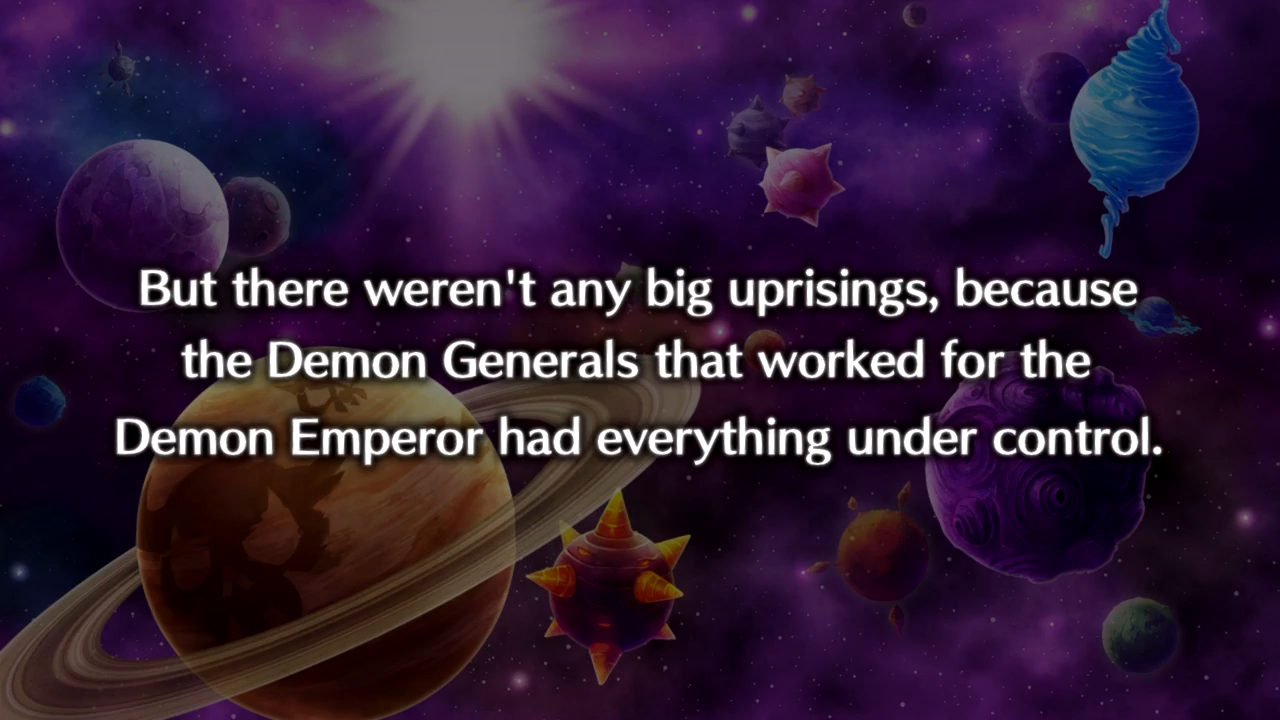 But there weren't any big uprisings, because
the Demon Generals that worked for the
Demon Emperor had everything under control.